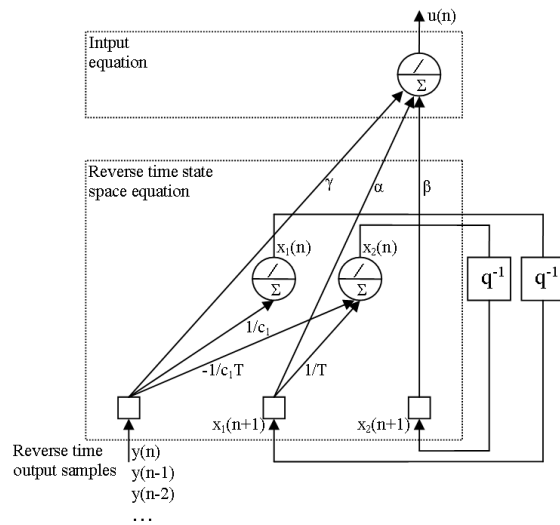 u(n)
Intput
equation
/
Σ
Reverse time state
space equation
γ
α
β
x₁(n)
x₂(n)
/
Σ
/
Σ
q⁻¹
q⁻¹
1/c₁
-1/c₁T
1/T
x₁(n+1)
x₂(n+1)
Reverse time
output samples
y(n)
y(n-1)
y(n-2)
...